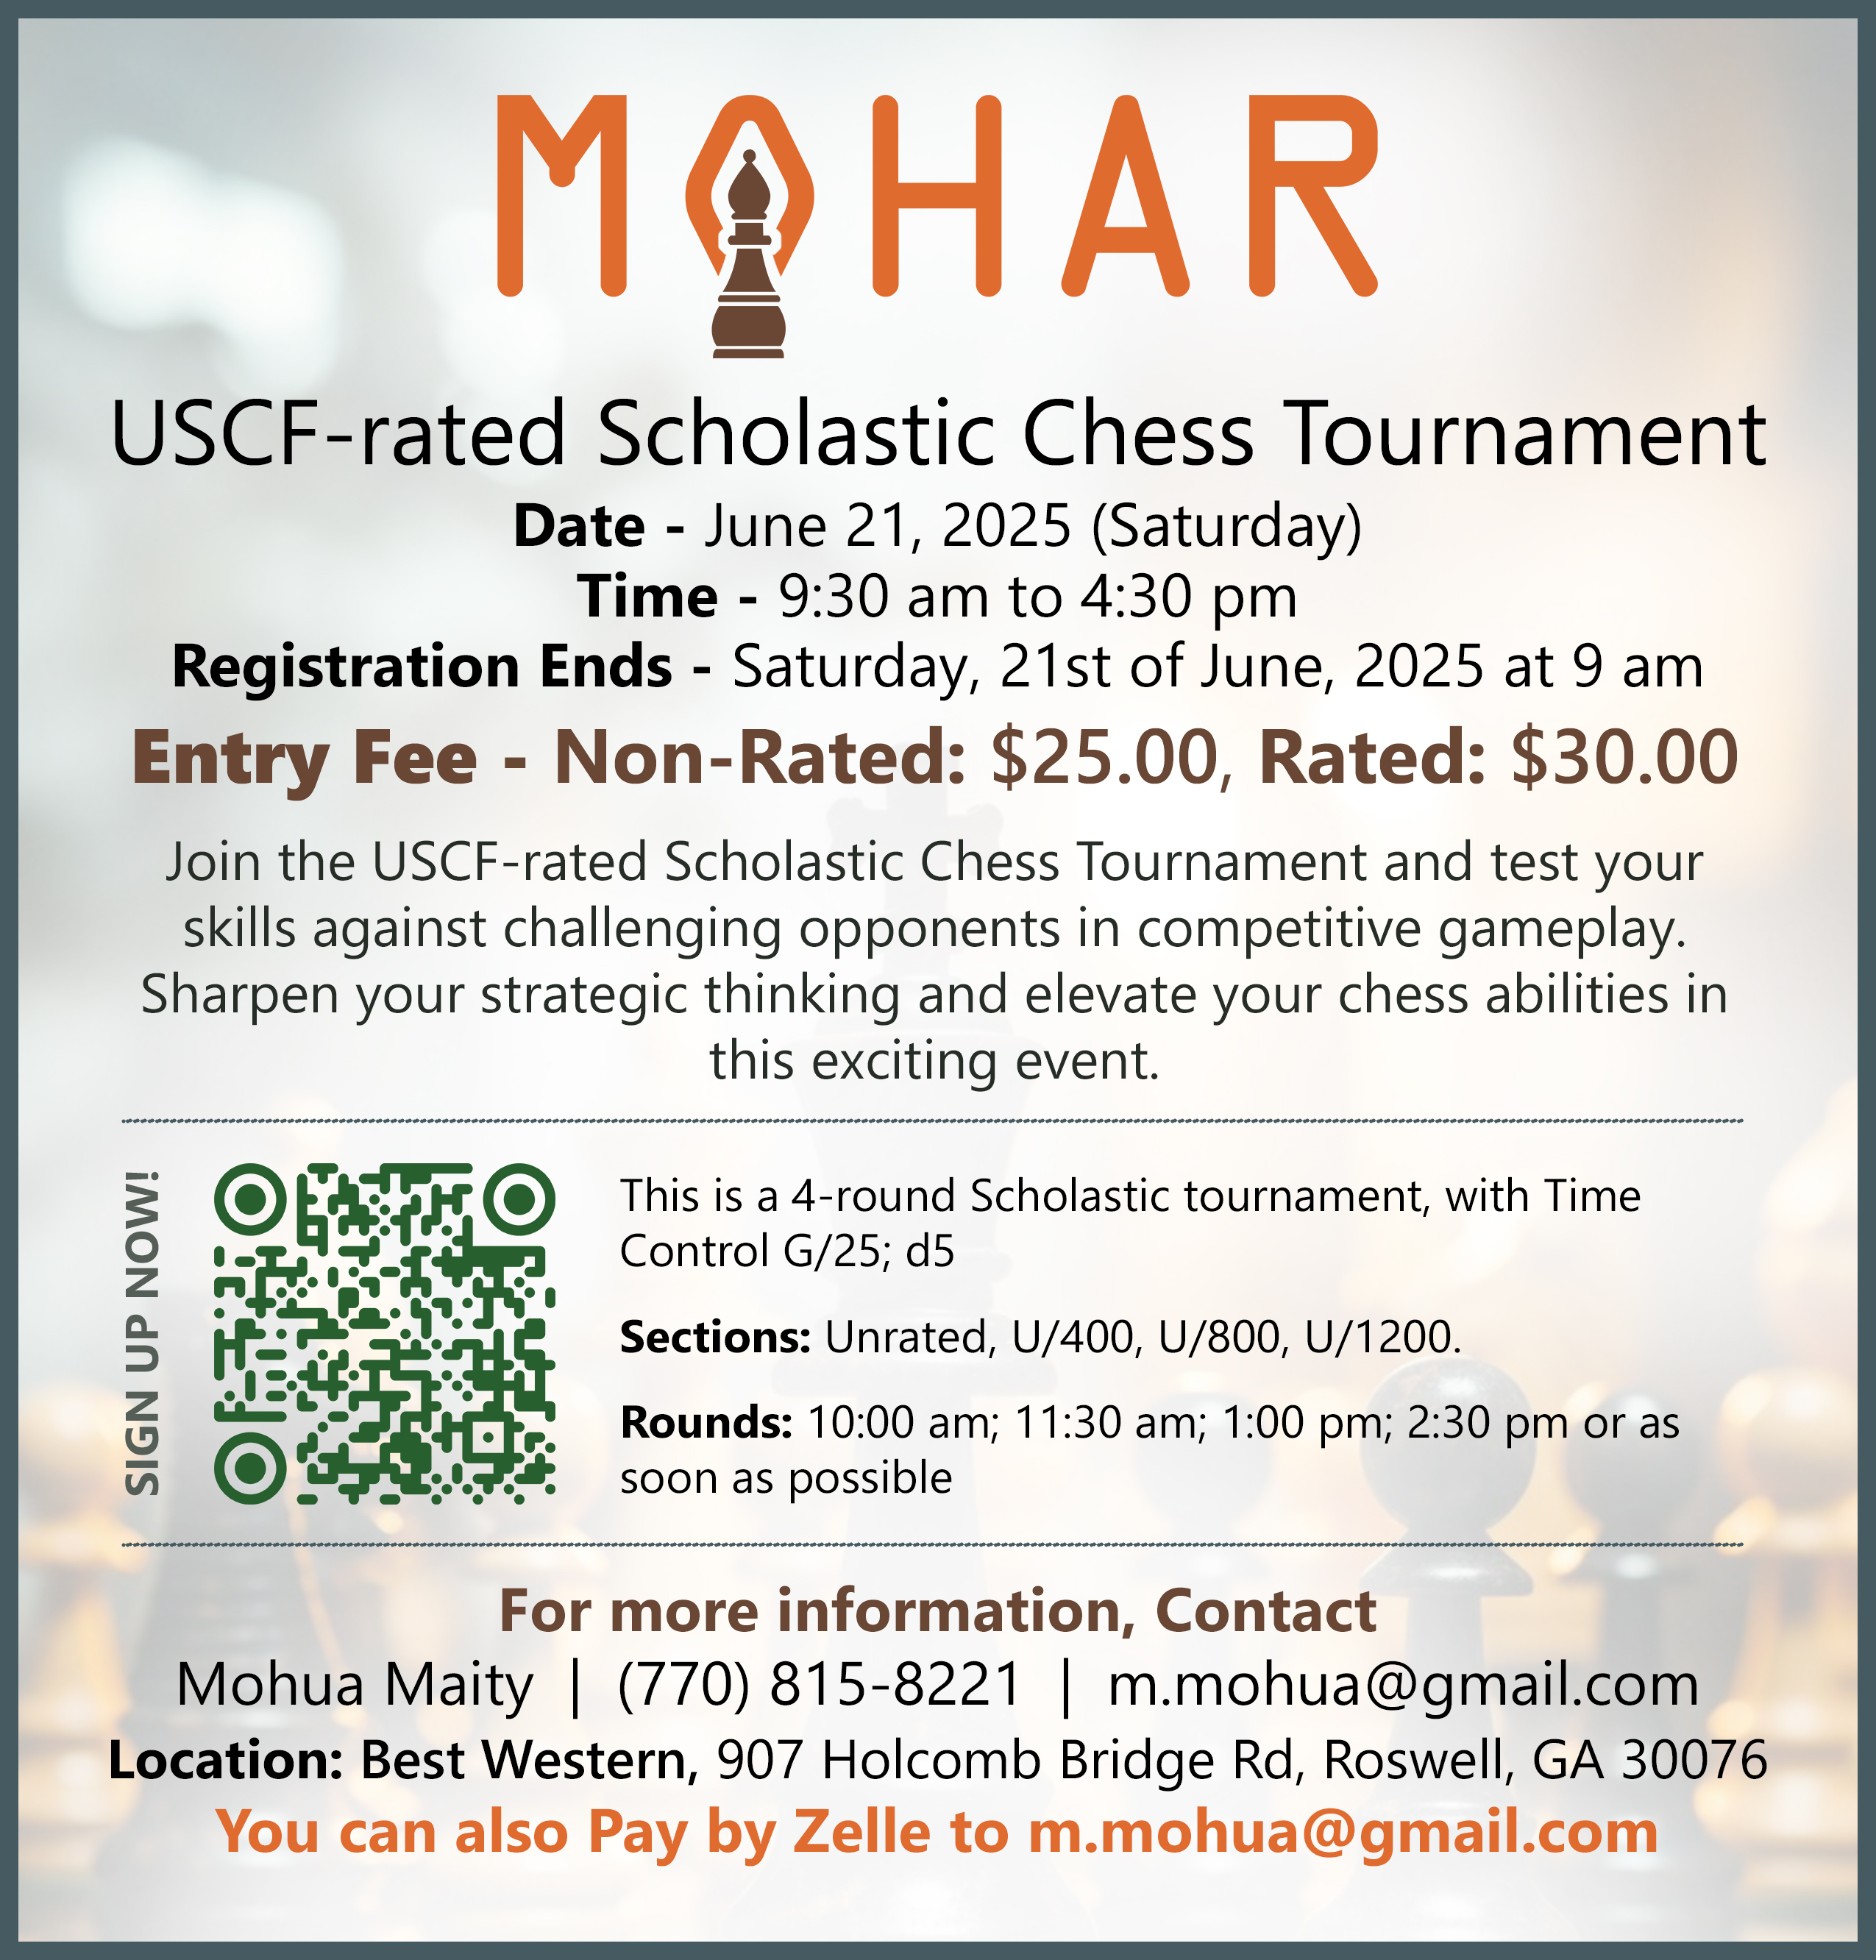 MOHAR
USCF-rated Scholastic Chess Tournament
Date - June 21, 2025 (Saturday)
Time - 9:30 am to 4:30 pm
Registration Ends - Saturday, 21st of June, 2025 at 9 am
Entry Fee - Non-Rated: $25.00, Rated: $30.00
Join the USCF-rated Scholastic Chess Tournament and test your
skills against challenging opponents in competitive gameplay.
Sharpen your strategic thinking and elevate your chess abilities in
this exciting event.
SIGN UP NOW!
This is a 4-round Scholastic tournament, with Time
Control G/25; d5
Sections: Unrated, U/400, U/800, U/1200.
Rounds: 10:00 am; 11:30 am; 1:00 pm; 2:30 pm or as
soon as possible
For more information, Contact
Mohua Maity | (770) 815-8221 | m.mohua@gmail.com
Location: Best Western, 907 Holcomb Bridge Rd, Roswell, GA 30076
You can also Pay by Zelle to m.mohua@gmail.com